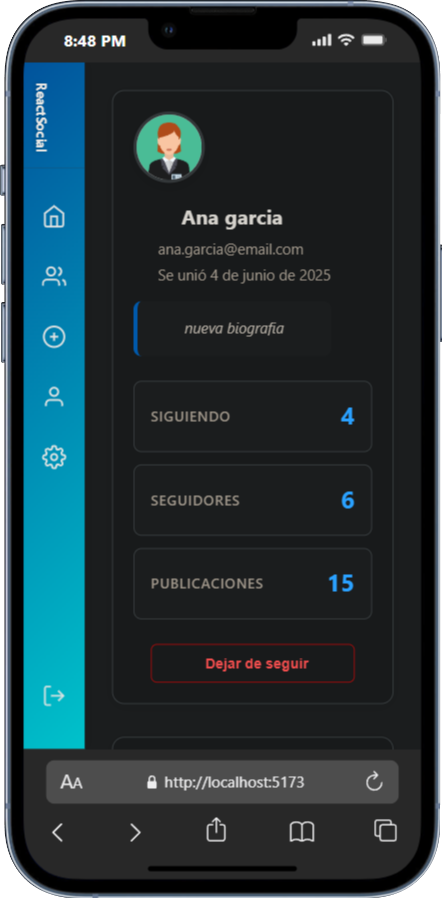 8:48 PM
ReactSocial
Ana garcia
ana.garcia@email.com
Se unió 4 de junio de 2025
nueva biografia
SIGUIENDO 4
SEGUIDORES 6
PUBLICACIONES 15
Dejar de seguir
AA http://localhost:5173